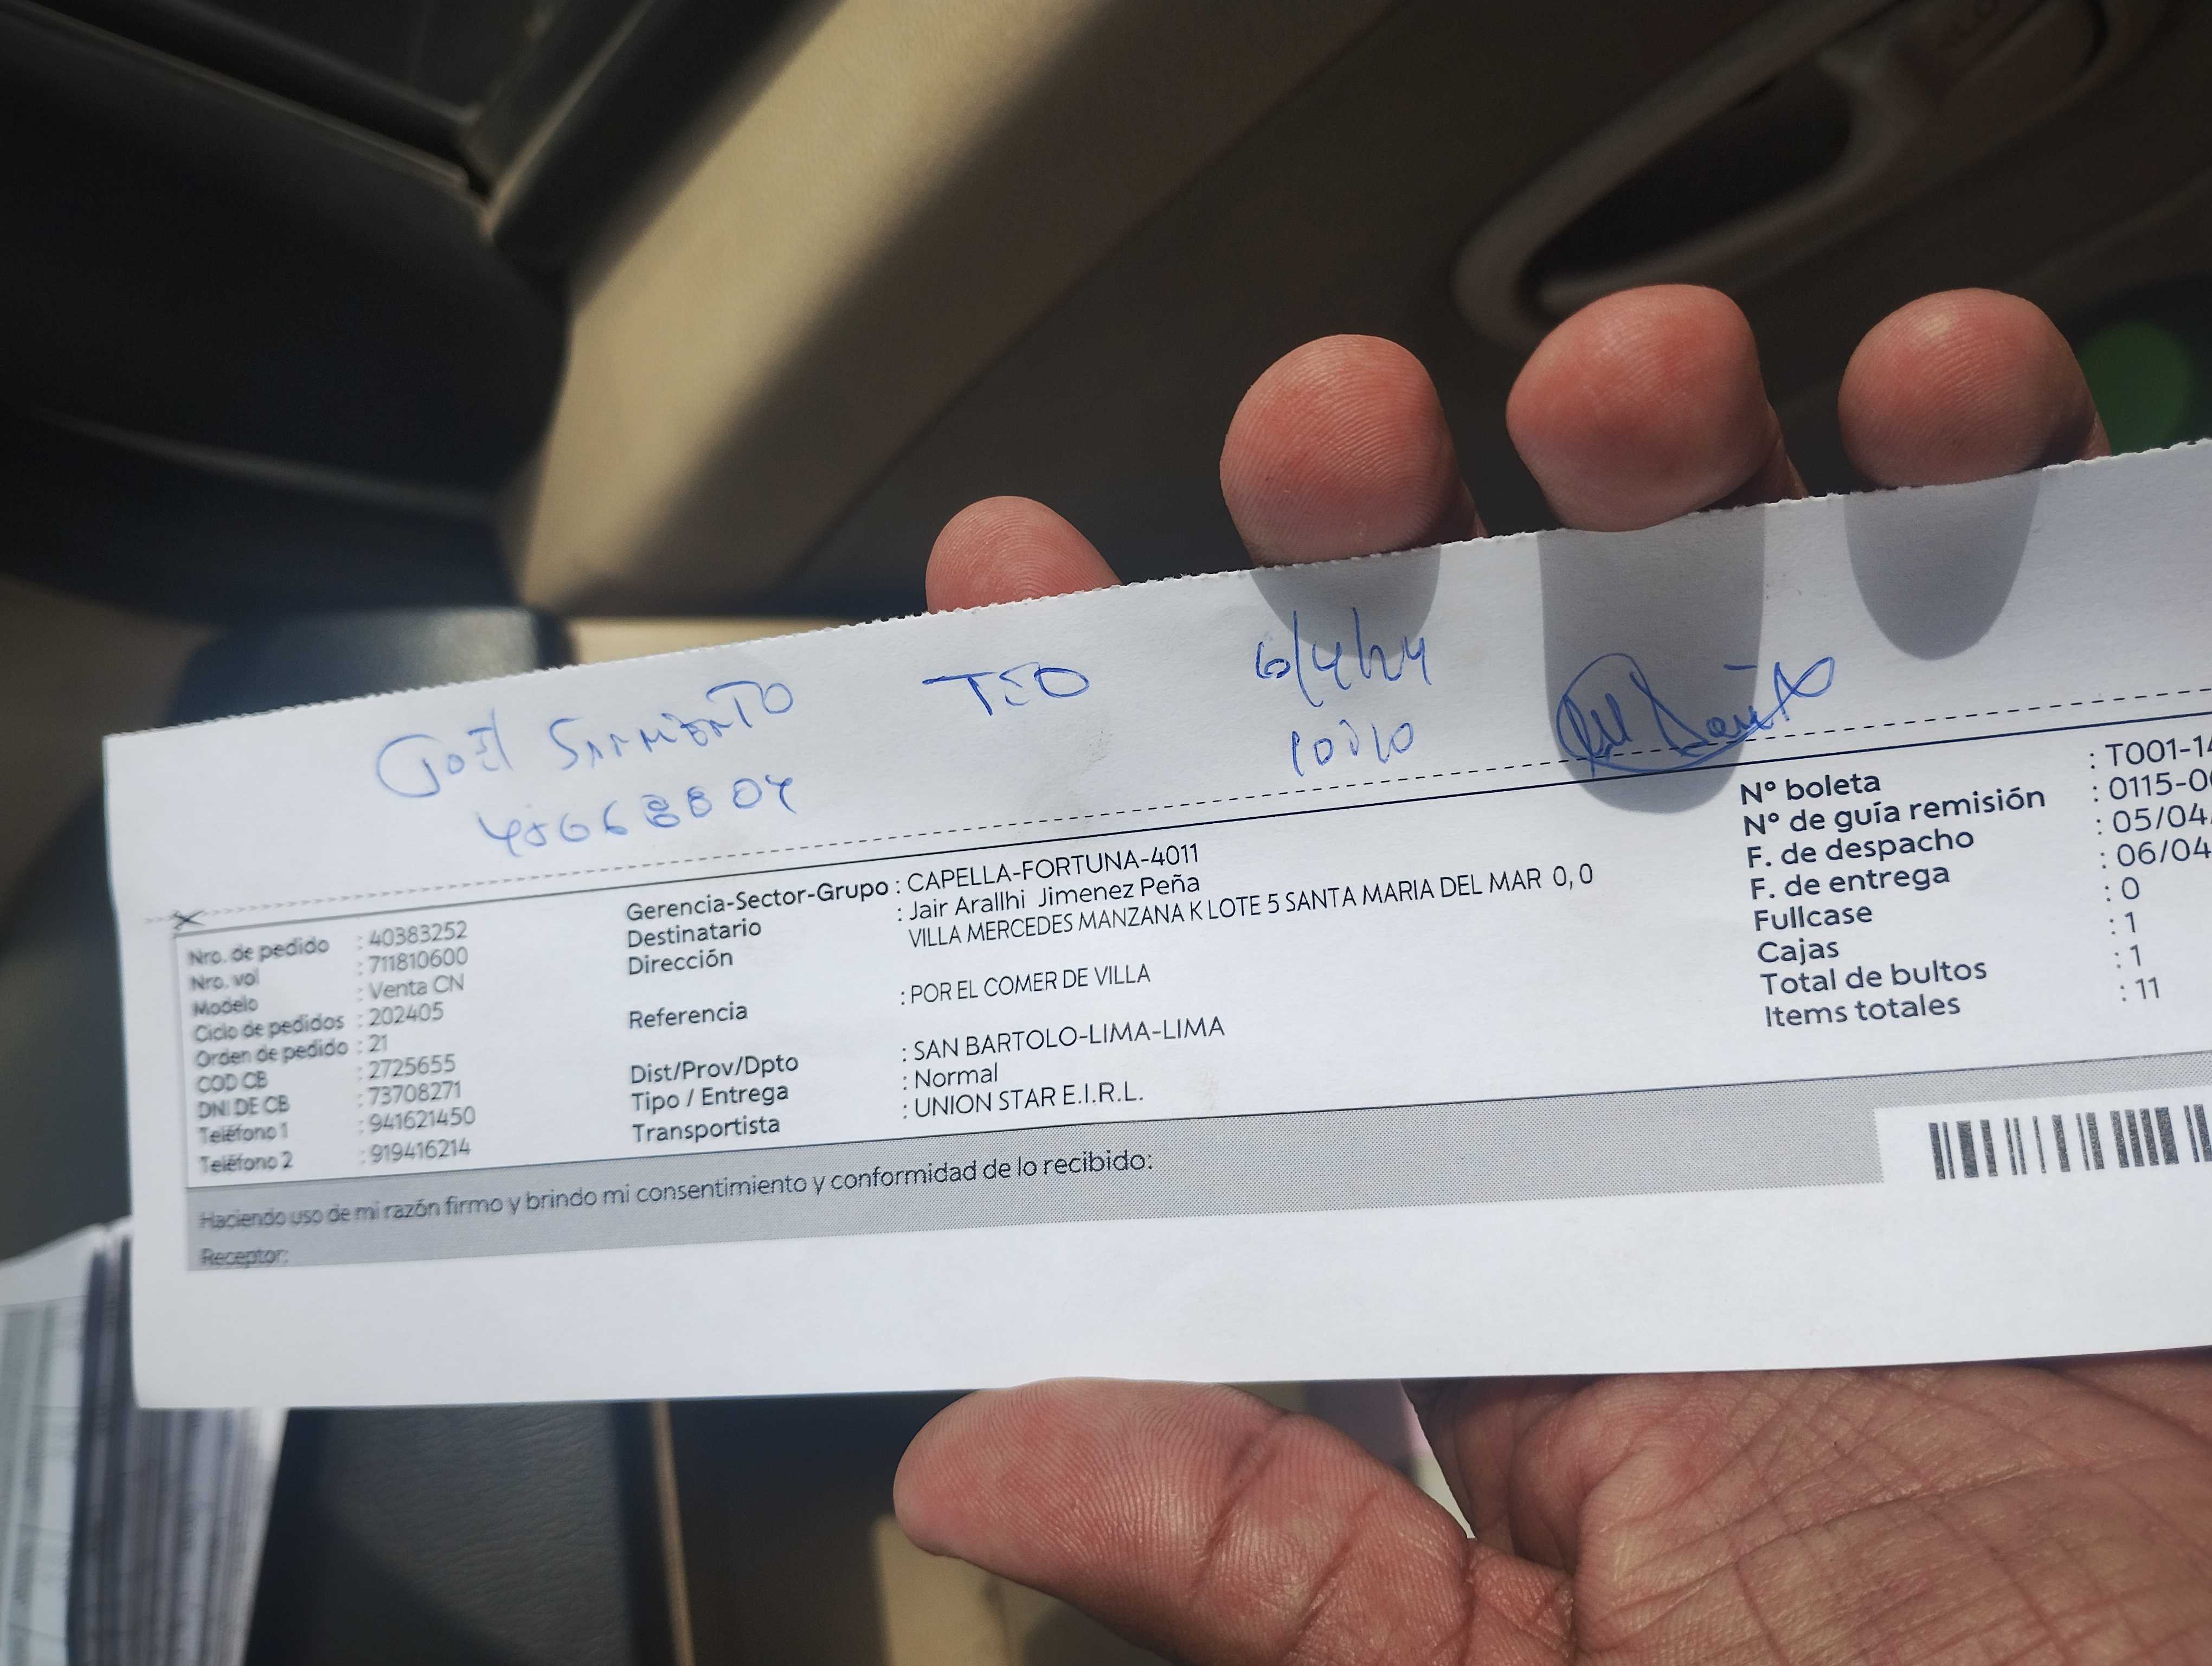 JOEL SARMIENTO TIO 6/4/24
10:10
Nro. de pedido : 40383252
Nro. vol : 711810600
Modelo : Venta CN
Ciclo de pedidos : 202405
Orden de pedido : 21
COD CB : 2725655
DNI DE CB : 73708271
Teléfono 1 : 941621450
Teléfono 2 : 919416214
Gerencia-Sector-Grupo : CAPELLA-FORTUNA-4011
Destinatario : Jair Arallhi Jimenez Peña
Dirección VILLA MERCEDES MANZANA K LOTE 5 SANTA MARIA DEL MAR 0, 0
Referencia : POR EL COMER DE VILLA
Dist/Prov/Dpto : SAN BARTOLO-LIMA-LIMA
Tipo / Entrega : Normal
Transportista : UNION STAR E.I.R.L.
N° boleta : T001-14
N° de guía remisión : 0115-0
F. de despacho : 05/04
F. de entrega : 06/04
Fullcase : 0
Cajas : 1
Total de bultos : 1
Items totales : 11
Haciendo uso de mi razón firmo y brindo mi consentimiento y conformidad de lo recibido:
Receptor: